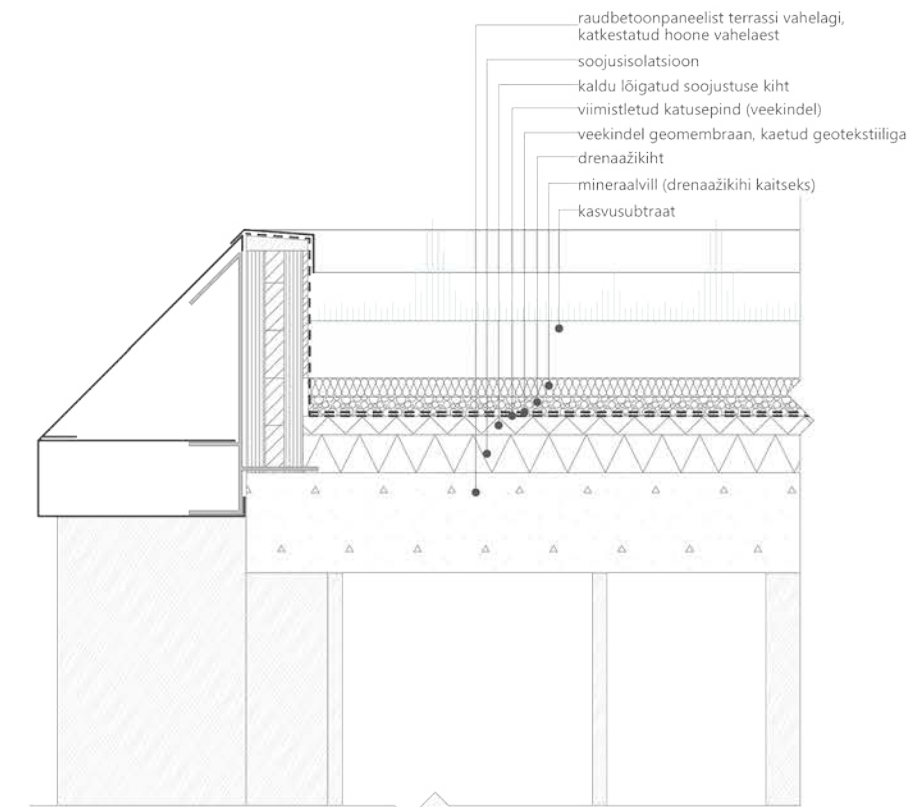 raudbetoonpaneelist terrassi vahelagi,
katkestatud hoone vahelaest
soojusisolatsioon
kaldu lõigatud soojustuse kiht
viimistletud katusepind (veekindel)
veekindel geomembraan, kaetud geotekstiiliga
drenaažikiht
mineraalvill (drenaažikihi kaitseks)
kasvusubtraat